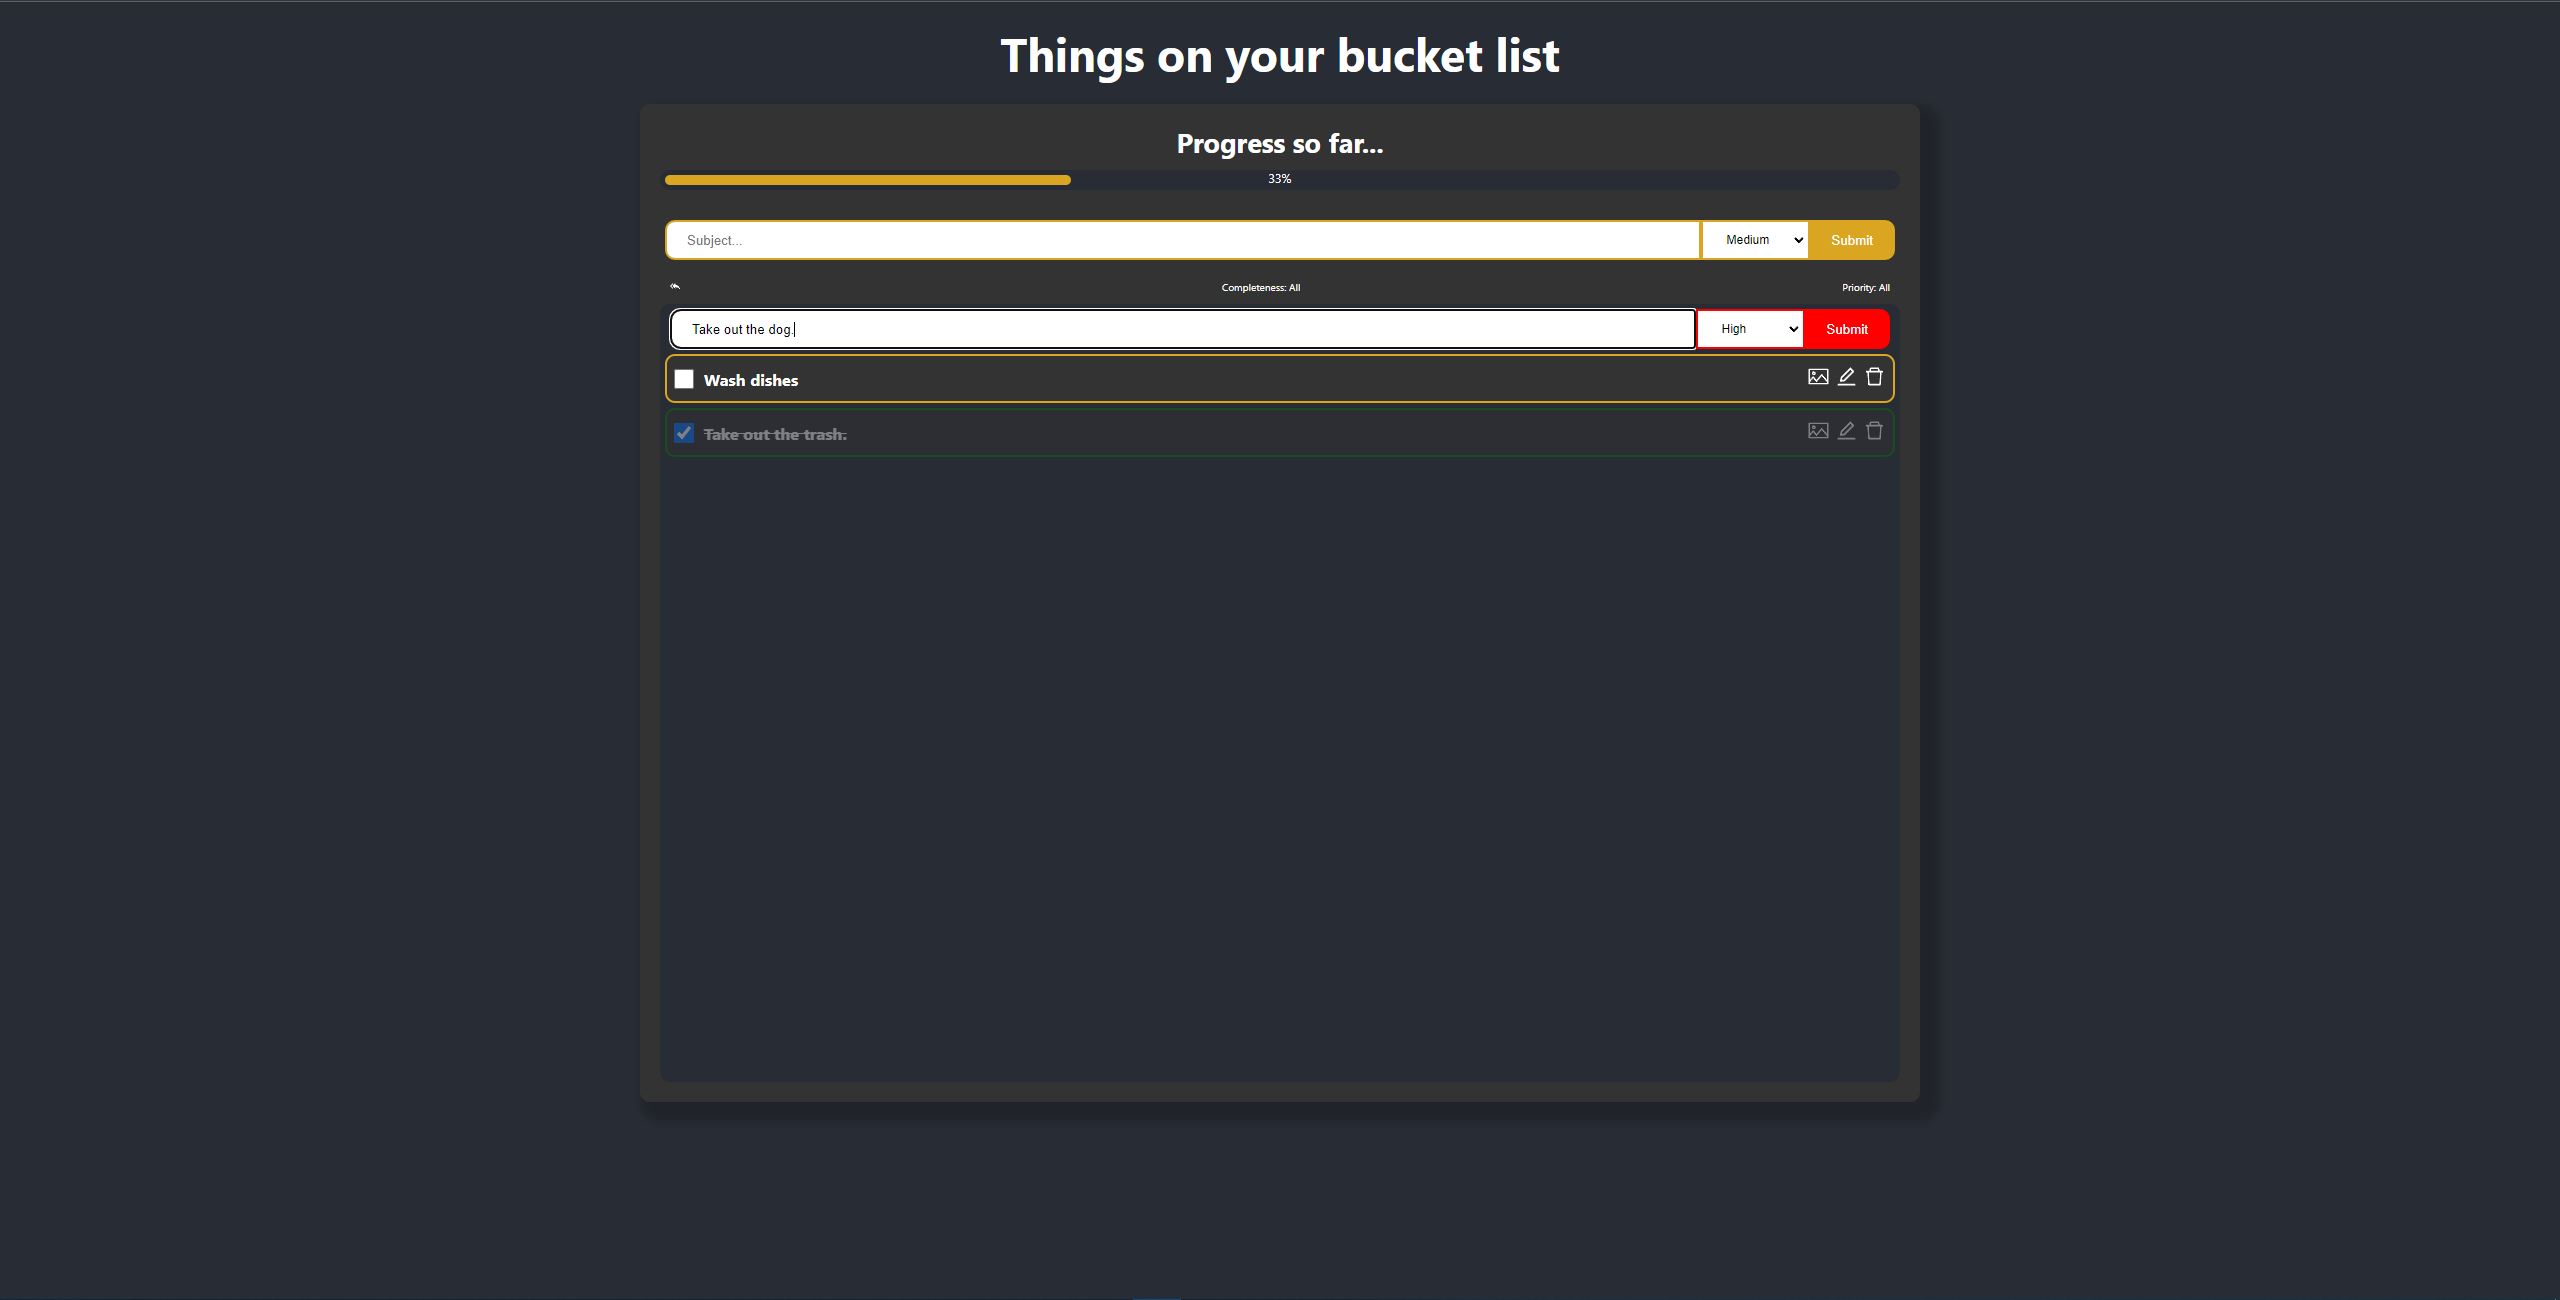 Things on your bucket list
Progress so far...
33%
Subject... Medium Submit
Completeness: All Priority: All
Take out the dog. High Submit
Wash dishes
Take out the trash.